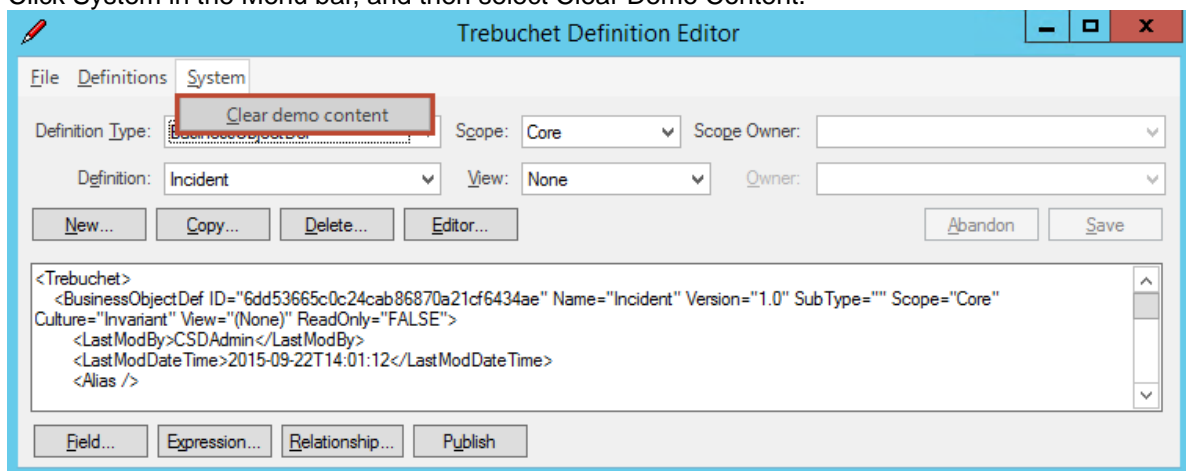 Click System in the Menu bar, and then select Clear Demo Content.
Trebuchet Definition Editor
File Definitions System
Clear demo content
Definition Type: BusinessObjectDef Scope: Core Scope Owner:
Definition: Incident View: None Owner:
New... Copy... Delete... Editor... Abandon Save
<Trebuchet>
<BusinessObjectDef ID="6dd53665c0c24cab86870a21cf6434ae" Name="Incident" Version="1.0" SubType="" Scope="Core"
Culture="Invariant" View="(None)" ReadOnly="FALSE">
<LastModBy>CSDAdmin</LastModBy>
<LastModDateTime>2015-09-22T14:01:12</LastModDateTime>
<Alias />
Field... Expression... Relationship... Publish